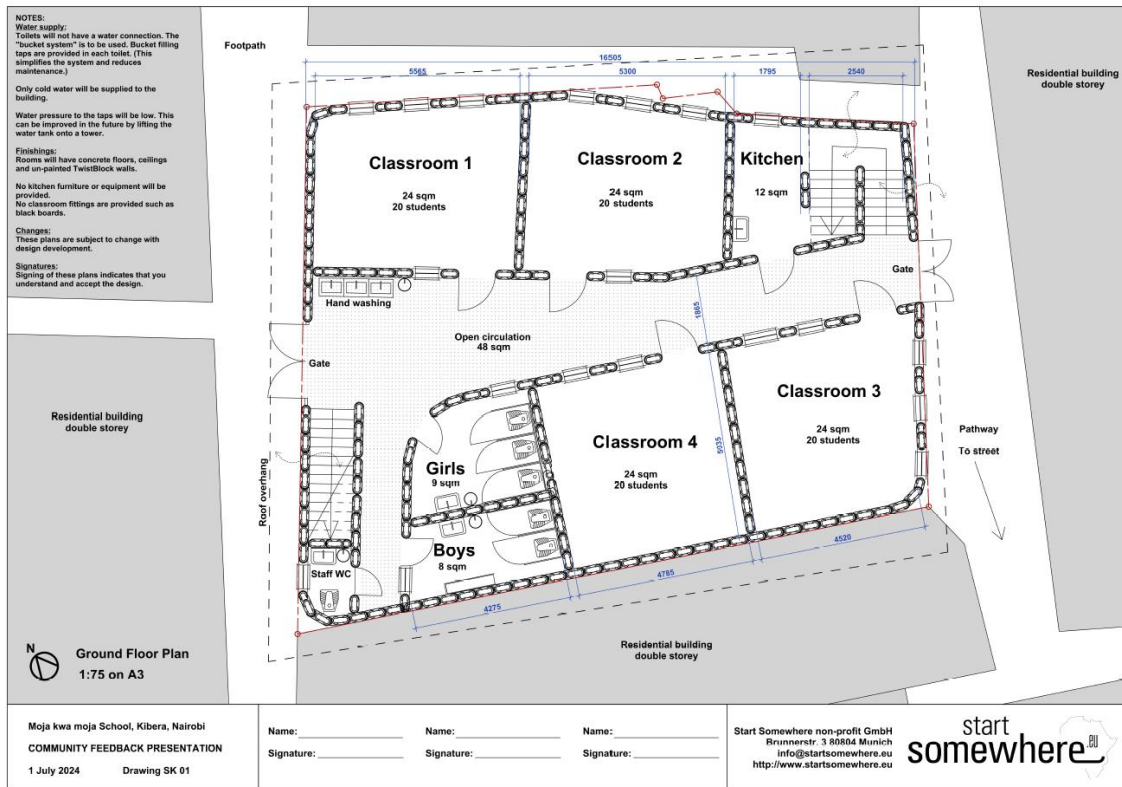 NOTES:
Water supply:
Toilets will not have a water connection. The
"bucket system" is to be used. Bucket filling
taps are provided in each toilet. (This
simplifies the system and reduces
maintenance.)
Only cold water will be supplied to the
building.
Water pressure to the taps will be low. This
can be improved in the future by lifting the
water tank onto a tower.
Finishings:
Rooms will have concrete floors, ceilings
and un-painted TwistBlock walls.
No kitchen furniture or equipment will be
provided.
No classroom fittings are provided such as
black boards.
Changes:
These plans are subject to change with
design development.
Signatures:
Signing of these plans indicates that you
understand and accept the design.
Footpath
16505
5565
5300
1795
2540
Residential building
double storey
Classroom 1
24 sqm
20 students
Classroom 2
24 sqm
20 students
Kitchen
12 sqm
Hand washing
Gate
Open circulation
48 sqm
1865
Gate
Residential building
double storey
Classroom 3
24 sqm
20 students
Classroom 4
24 sqm
20 students
5035
Pathway
To street
Girls
9 sqm
Roof overhang
Boys
8 sqm
Staff WC
4275
4785
4520
Residential building
double storey
N
Ground Floor Plan
1:75 on A3
Moja kwa moja School, Kibera, Nairobi
COMMUNITY FEEDBACK PRESENTATION
1 July 2024 Drawing SK 01
Name: Name: Name:
Signature: Signature: Signature:
Start Somewhere non-profit GmbH
Brunnerstr. 3 80804 Munich
info@startsomewhere.eu
http://www.startsomewhere.eu
start
somewhere.eu